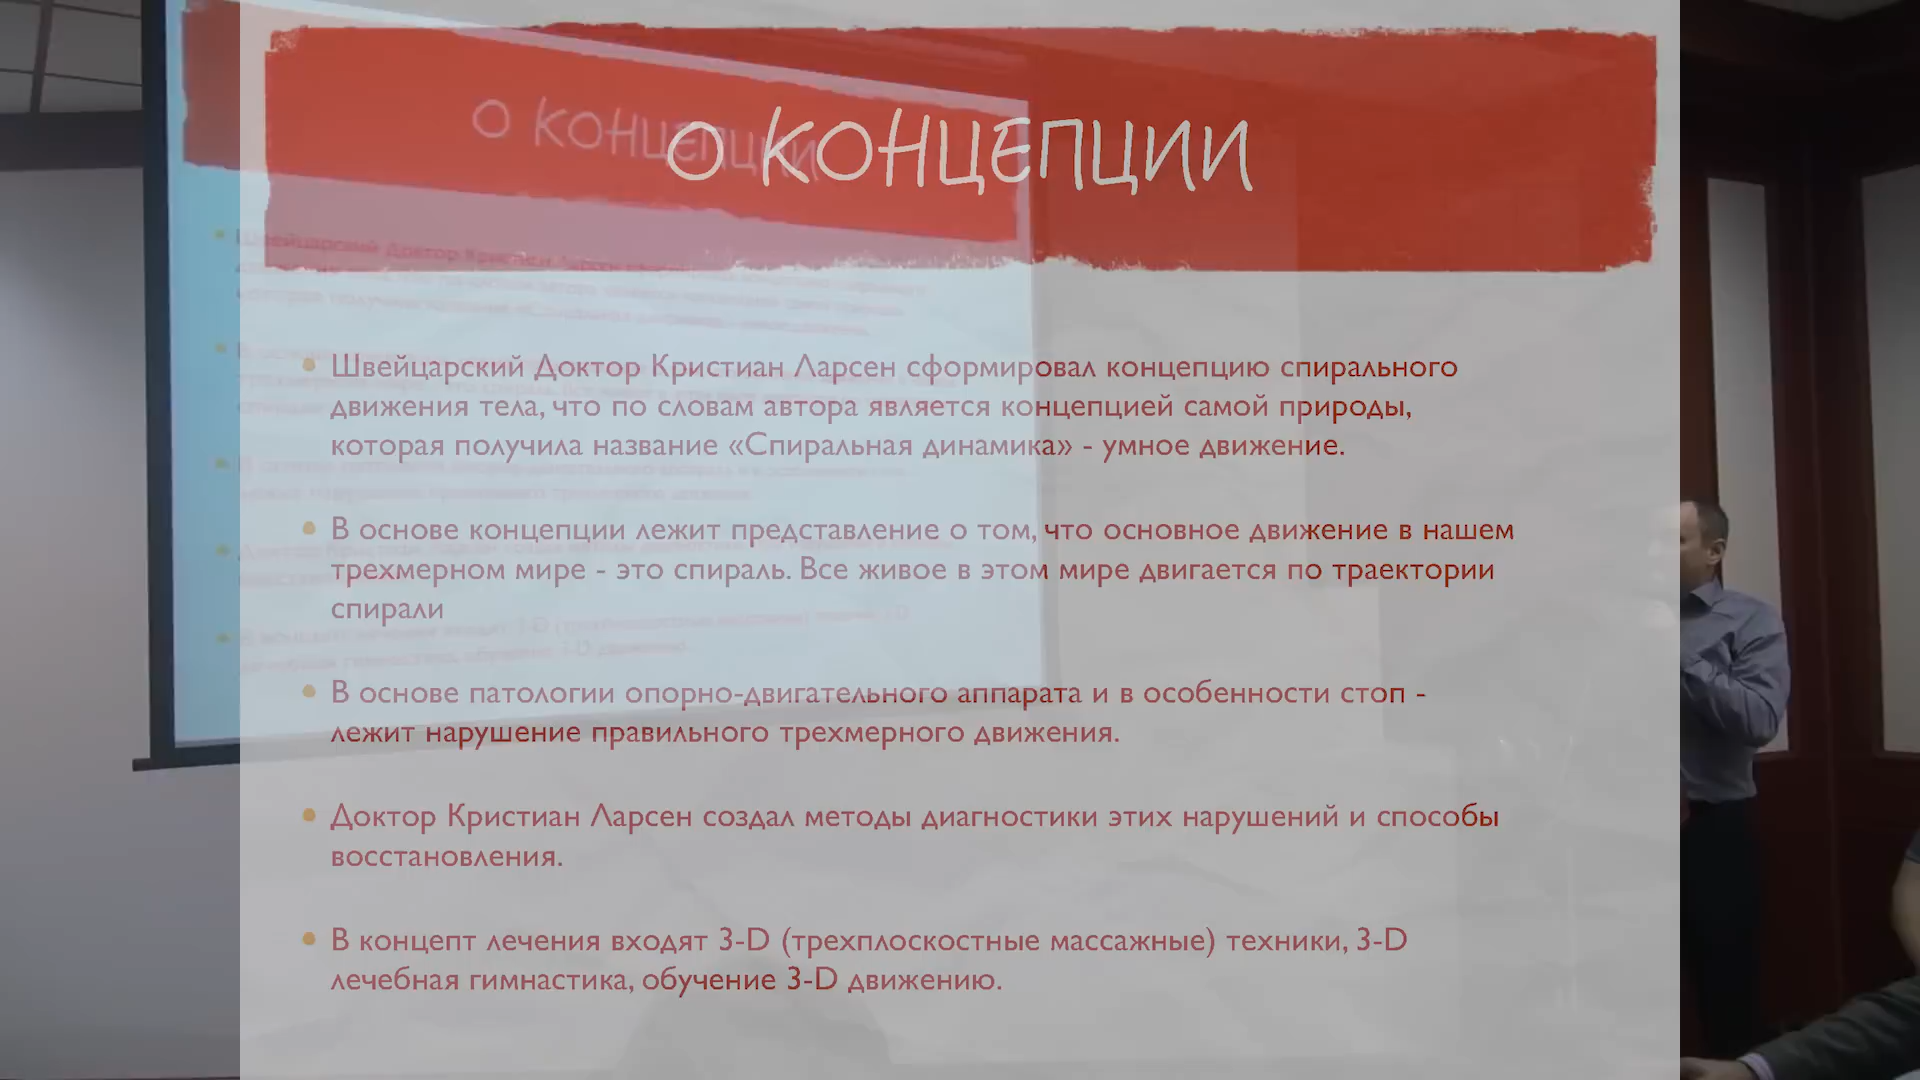 О КОНЦЕПЦИИ
Швейцарский Доктор Кристиан Ларсен сформировал концепцию спирального
движения тела, что по словам автора является концепцией самой природы,
которая получила название «Спиральная динамика» - умное движение.
В основе концепции лежит представление о том, что основное движение в нашем
трехмерном мире - это спираль. Все живое в этом мире двигается по траектории
спирали
В основе патологии опорно-двигательного аппарата и в особенности стоп -
лежит нарушение правильного трехмерного движения.
Доктор Кристиан Ларсен создал методы диагностики этих нарушений и способы
восстановления.
В концепт лечения входят 3-D (трехплоскостные массажные) техники, 3-D
лечебная гимнастика, обучение 3-D движению.
О КОНЦЕПЦИИ